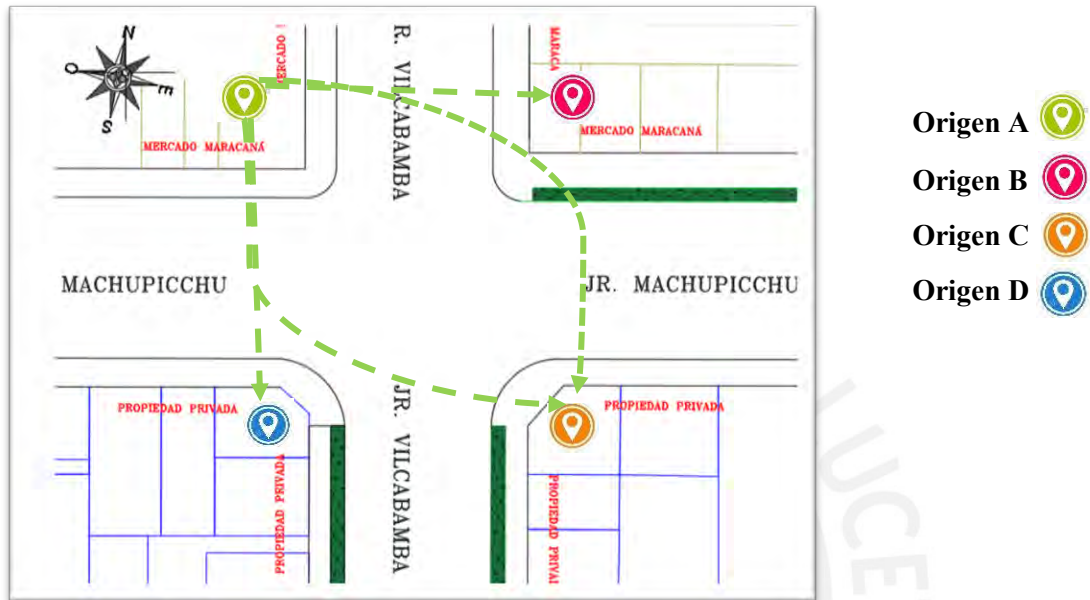 N
O
E
S
MERCADO
MERCADO MARACANÁ
R. VILCABAMBA
MARACA
MERCADO MARACANÁ
Origen A
Origen B
Origen C
Origen D
MACHUPICCHU
JR. MACHUPICCHU
PROPIEDAD PRIVADA
PROPIEDAD PRIVADA
JR. VILCABAMBA
PROPIEDAD PRIVADA
PROPIEDAD PRIVAI